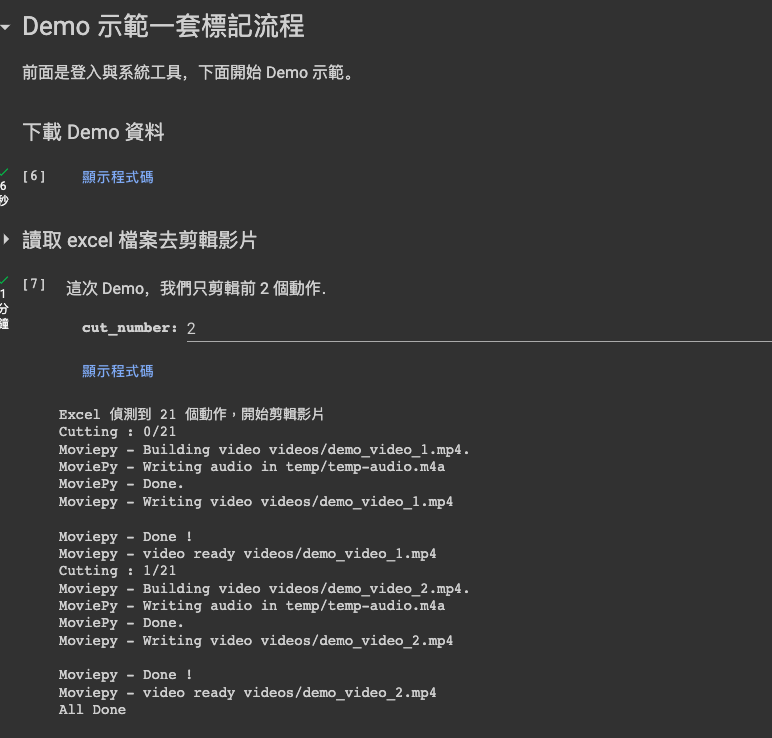 Demo 示範一套標記流程
前面是登入與系統工具，下面開始 Demo 示範。
下載 Demo 資料
[6] 顯示程式碼
6
秒
讀取 excel 檔案去剪輯影片
[7] 這次 Demo，我們只剪輯前 2 個動作.
1
分
鐘
cut_number: 2
顯示程式碼
Excel 偵測到 21 個動作，開始剪輯影片
Cutting : 0/21
Moviepy - Building video videos/demo_video_1.mp4.
MoviePy - Writing audio in temp/temp-audio.m4a
MoviePy - Done.
Moviepy - Writing video videos/demo_video_1.mp4
Moviepy - Done !
Moviepy - video ready videos/demo_video_1.mp4
Cutting : 1/21
Moviepy - Building video videos/demo_video_2.mp4.
MoviePy - Writing audio in temp/temp-audio.m4a
MoviePy - Done.
Moviepy - Writing video videos/demo_video_2.mp4
Moviepy - Done !
Moviepy - video ready videos/demo_video_2.mp4
All Done